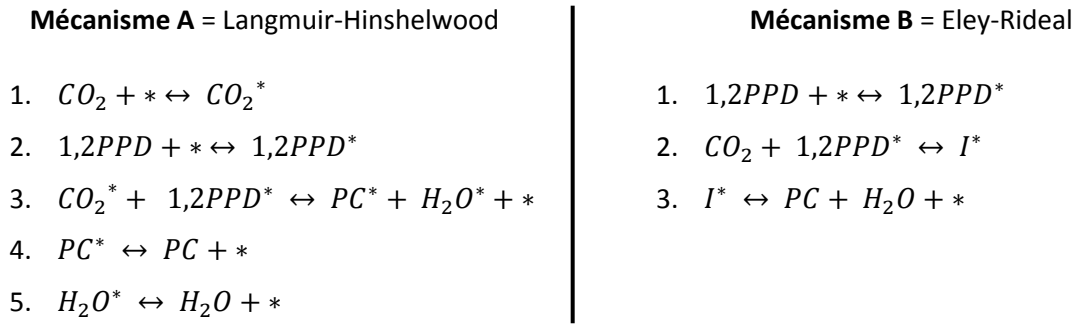 Mécanisme A = Langmuir-Hinshelwood
1. CO₂ + * ↔ CO₂*
2. 1,2PPD + * ↔ 1,2PPD*
3. CO₂* + 1,2PPD* ↔ PC* + H₂O* + *
4. PC* ↔ PC + *
5. H₂O* ↔ H₂O + *
Mécanisme B = Eley-Rideal
1. 1,2PPD + * ↔ 1,2PPD*
2. CO₂ + 1,2PPD* ↔ I*
3. I* ↔ PC + H₂O + *